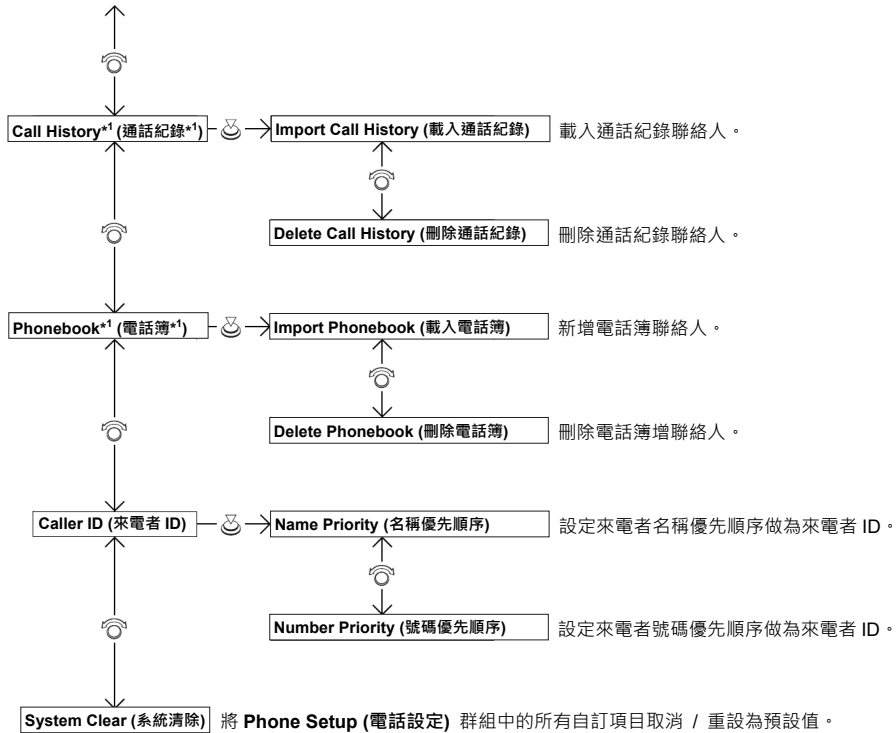 Call History*1 (通話紀錄*1) Import Call History (載入通話紀錄) 載入通話紀錄聯絡人。
Delete Call History (刪除通話紀錄) 刪除通話紀錄聯絡人。
Phonebook*1 (電話簿*1) Import Phonebook (載入電話簿) 新增電話簿聯絡人。
Delete Phonebook (刪除電話簿) 刪除電話簿增聯絡人。
Caller ID (來電者 ID) Name Priority (名稱優先順序) 設定來電者名稱優先順序做為來電者 ID。
Number Priority (號碼優先順序) 設定來電者號碼優先順序做為來電者 ID。
System Clear (系統清除) 將 Phone Setup (電話設定) 群組中的所有自訂項目取消 / 重設為預設值。